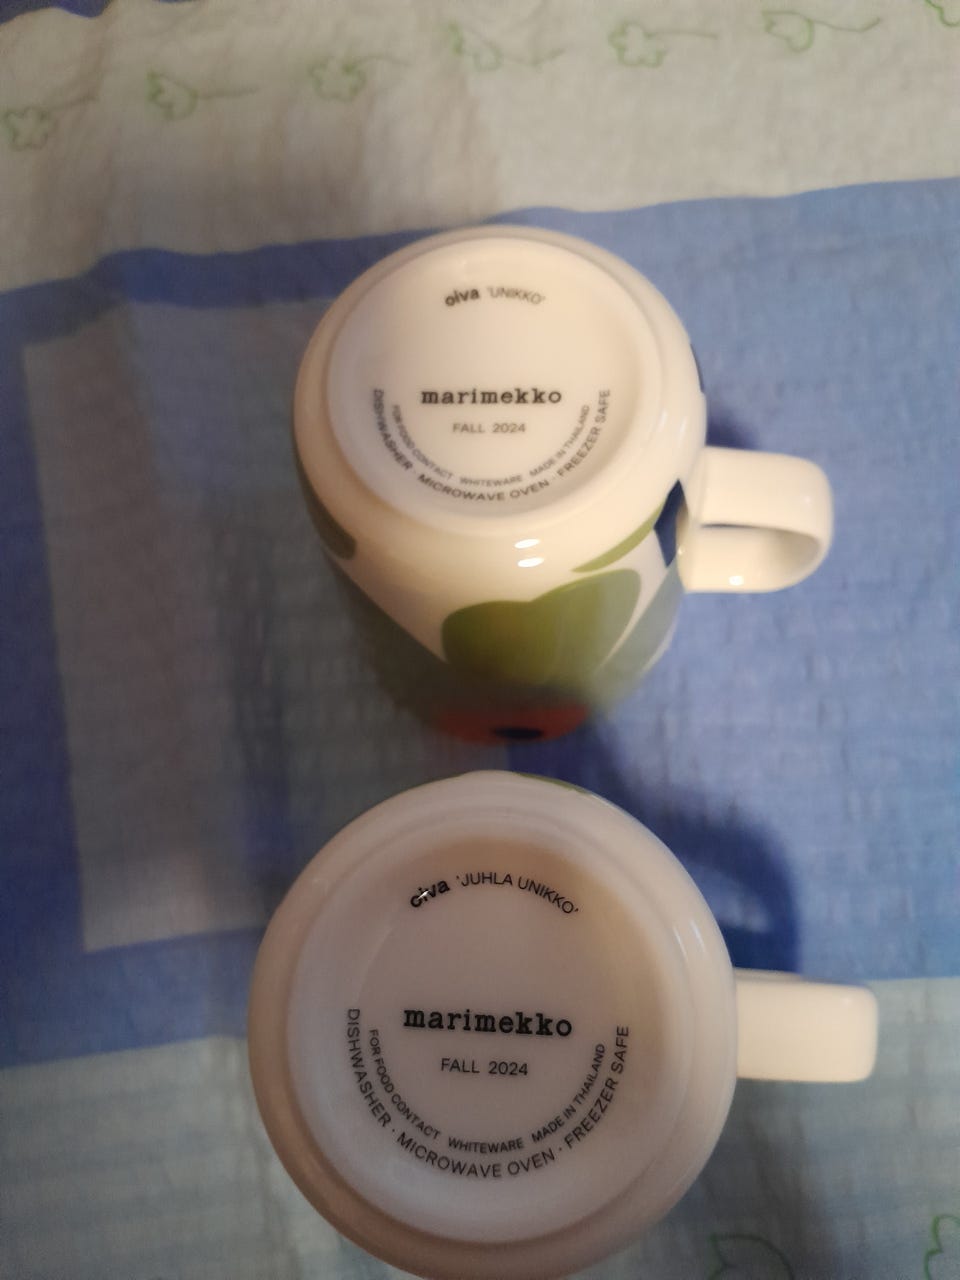 oiva 'UNIKKO'
marimekko
FALL 2024
FOR FOOD CONTACT WHITEWARE MADE IN THAILAND
DISHWASHER · MICROWAVE OVEN · FREEZER SAFE
oiva 'JUHLA UNIKKO'
marimekko
FALL 2024
FOR FOOD CONTACT WHITEWARE MADE IN THAILAND
DISHWASHER · MICROWAVE OVEN · FREEZER SAFE